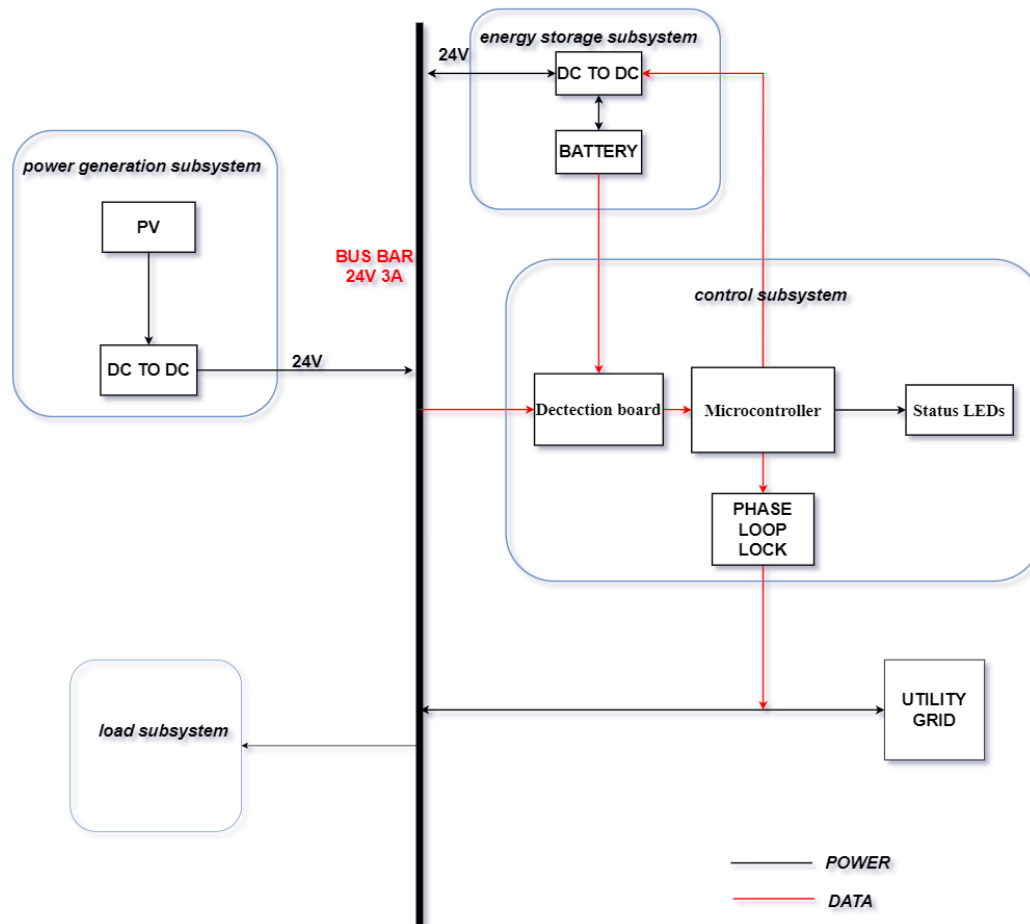 energy storage subsystem
24V
DC TO DC
BATTERY
power generation subsystem
PV
DC TO DC
24V
BUS BAR
24V 3A
control subsystem
Dectection board
Microcontroller
Status LEDs
PHASE
LOOP
LOCK
UTILITY
GRID
load subsystem
POWER
DATA